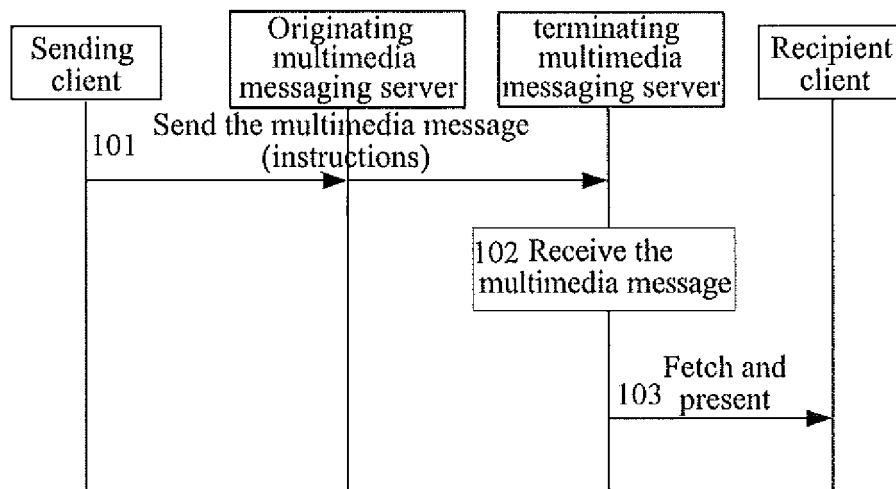 Sending
client
Originating
multimedia
messaging server
terminating
multimedia
messaging server
Recipient
client
101
Send the multimedia message
(instructions)
102 Receive the
multimedia message
103
Fetch and
present